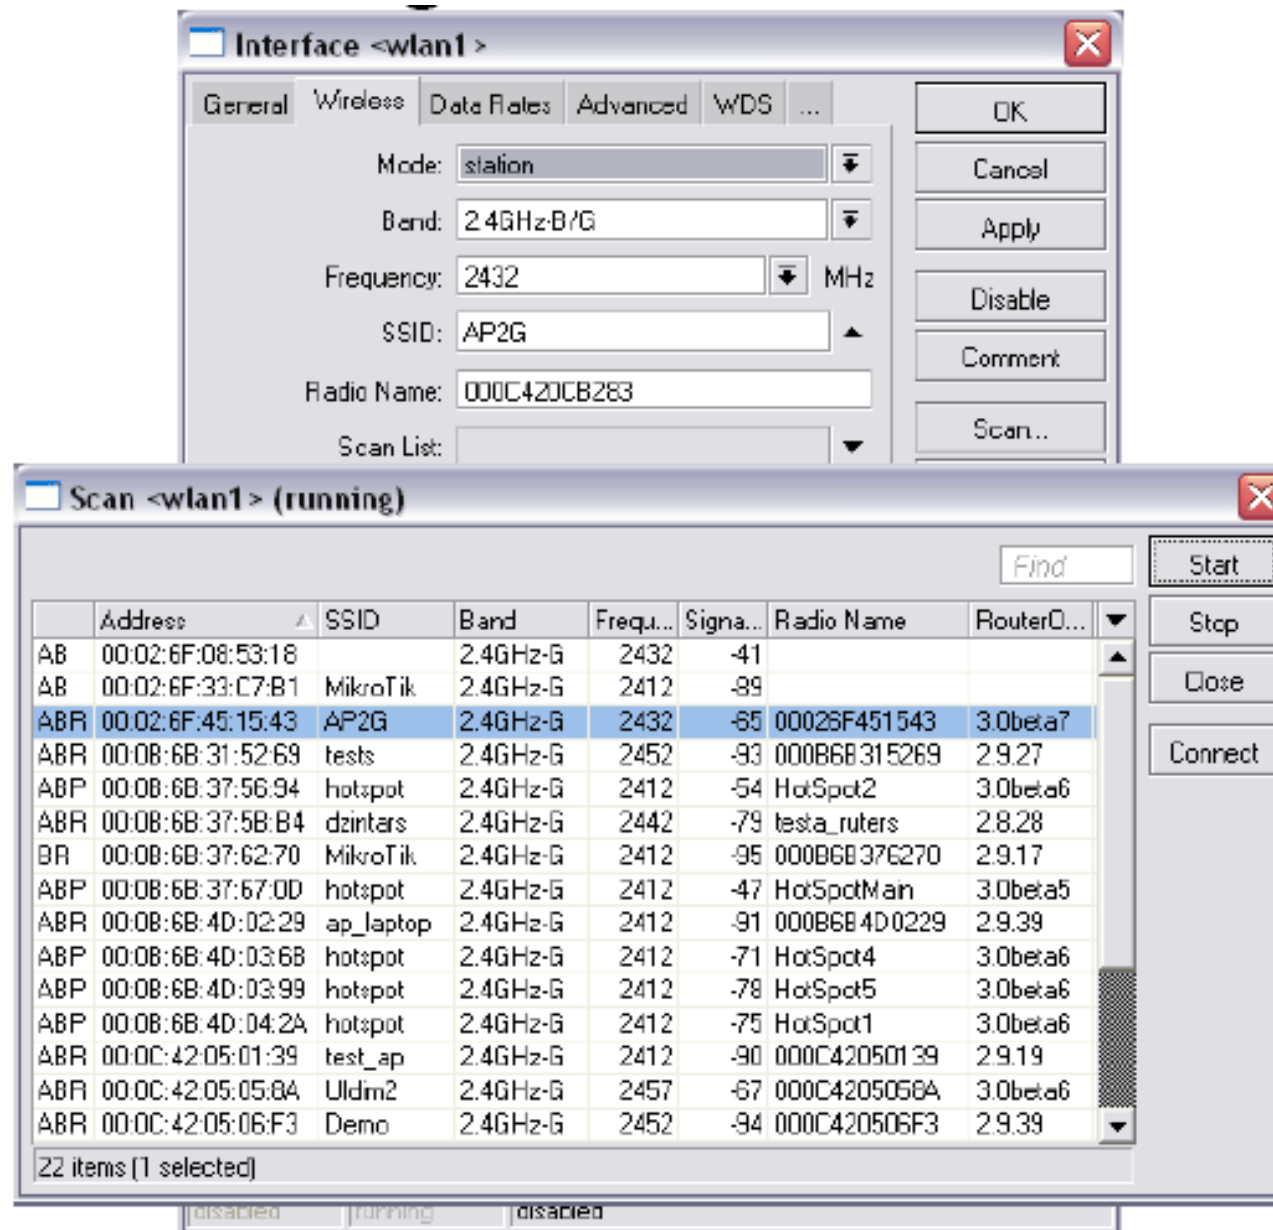 Interface <wlan1>
General Wireless Data Rates Advanced WDS ...
OK
Mode: station
Cancel
Band: 2.4GHz-B/G
Apply
Frequency: 2432 MHz
Disable
SSID: AP2G
Comment
Radio Name: 000C420CB283
Scan...
Scan List:
Scan <wlan1> (running)
Find
Start
Stop
Close
Connect
Address SSID Band Frequ... Signa... Radio Name RouterO...
AB 00:02:6F:08:53:18 2.4GHz-G 2432 -41
AB 00:02:6F:33:C7:B1 MikroTik 2.4GHz-G 2412 -89
ABR 00:02:6F:45:15:43 AP2G 2.4GHz-G 2432 -65 00026F451543 3.0beta7
ABR 00:0B:6B:31:52:69 tests 2.4GHz-G 2452 -93 000B6B315269 2.9.27
ABP 00:0B:6B:37:56:94 hotspot 2.4GHz-G 2412 -54 HotSpot2 3.0beta6
ABR 00:0B:6B:37:5B:B4 dzintars 2.4GHz-G 2442 -79 testa_ruters 2.8.28
BR 00:0B:6B:37:62:70 MikroTik 2.4GHz-G 2412 -95 000B6B376270 2.9.17
ABP 00:0B:6B:37:67:0D hotspot 2.4GHz-G 2412 -47 HotSpotMain 3.0beta5
ABR 00:0B:6B:4D:02:29 ap_laptop 2.4GHz-G 2412 -91 000B6B4D0229 2.9.39
ABP 00:0B:6B:4D:03:6B hotspot 2.4GHz-G 2412 -71 HotSpot4 3.0beta6
ABP 00:0B:6B:4D:03:99 hotspot 2.4GHz-G 2412 -78 HotSpot5 3.0beta6
ABP 00:0B:6B:4D:04:2A hotspot 2.4GHz-G 2412 -75 HotSpot1 3.0beta6
ABR 00:0C:42:05:01:39 test_ap 2.4GHz-G 2412 -90 000C42050139 2.9.19
ABR 00:0C:42:05:05:8A Uldim2 2.4GHz-G 2457 -67 000C4205058A 3.0beta6
ABR 00:0C:42:05:06:F3 Demo 2.4GHz-G 2452 -94 000C420506F3 2.9.39
22 items (1 selected)
disabled running disabled